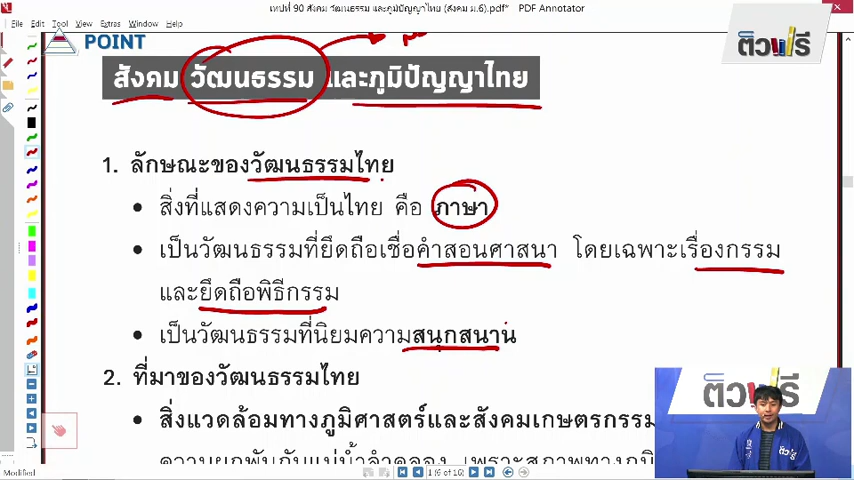 เทปที่ 90 สังคม วัฒนธรรม และภูมิปัญญาไทย (สังคม ม.6).pdf* - PDF Annotator
File Edit Tool View Extras Window Help
POINT
ติวฟรี
สังคม วัฒนธรรม และภูมิปัญญาไทย
1. ลักษณะของวัฒนธรรมไทย
• สิ่งที่แสดงความเป็นไทย คือ ภาษา
• เป็นวัฒนธรรมที่ยึดถือเชื่อคำสอนศาสนา โดยเฉพาะเรื่องกรรม
และยึดถือพิธีกรรม
• เป็นวัฒนธรรมที่นิยมความสนุกสนาน
2. ที่มาของวัฒนธรรมไทย
• สิ่งแวดล้อมทางภูมิศาสตร์และสังคมเกษตรกรรม
ความผูกพันกับแม่น้ำลำคลอง เพราะสภาพทางภูมิ
ติวฟรี
ติวฟรี
Modified
1 (6 of 16)